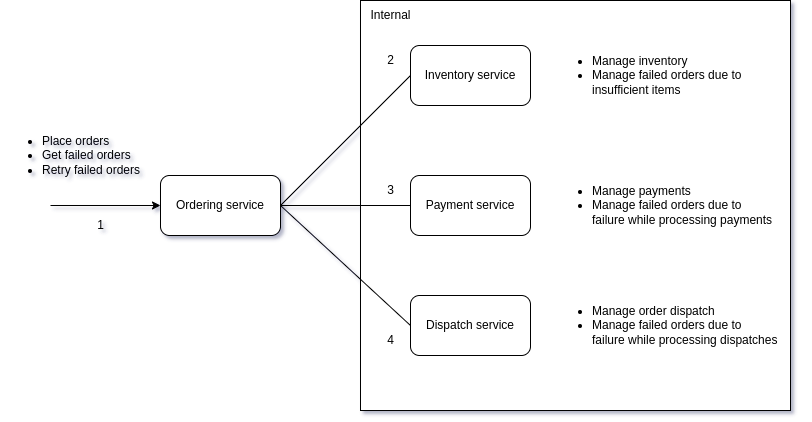 Internal
2
Inventory service
• Manage inventory
• Manage failed orders due to
insufficient items
• Place orders
• Get failed orders
• Retry failed orders
1
Ordering service
3
Payment service
• Manage payments
• Manage failed orders due to
failure while processing payments
Dispatch service
4
• Manage order dispatch
• Manage failed orders due to
failure while processing dispatches